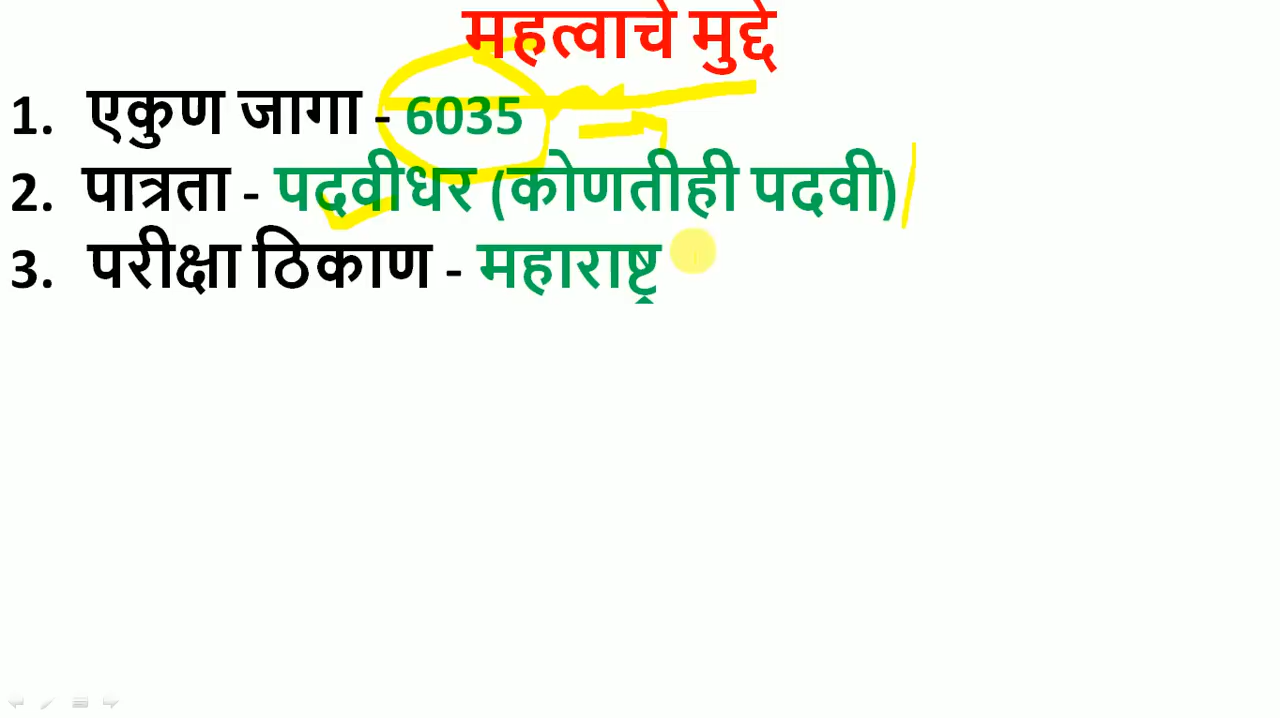 महत्वाचे मुद्दे
1. एकुण जागा - 6035
2. पात्रता - पदवीधर (कोणतीही पदवी)
3. परीक्षा ठिकाण - महाराष्ट्र